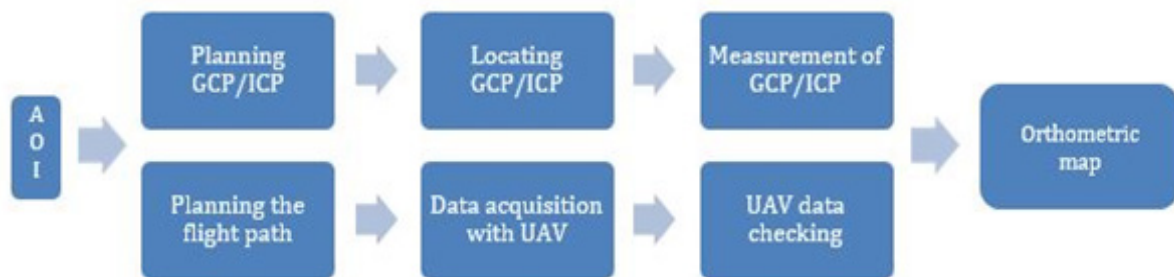 A
O
I
Planning
GCP/ICP
Locating
GCP/ICP
Measurement of
GCP/ICP
Planning the
flight path
Data acquisition
with UAV
UAV data
checking
Orthometric
map